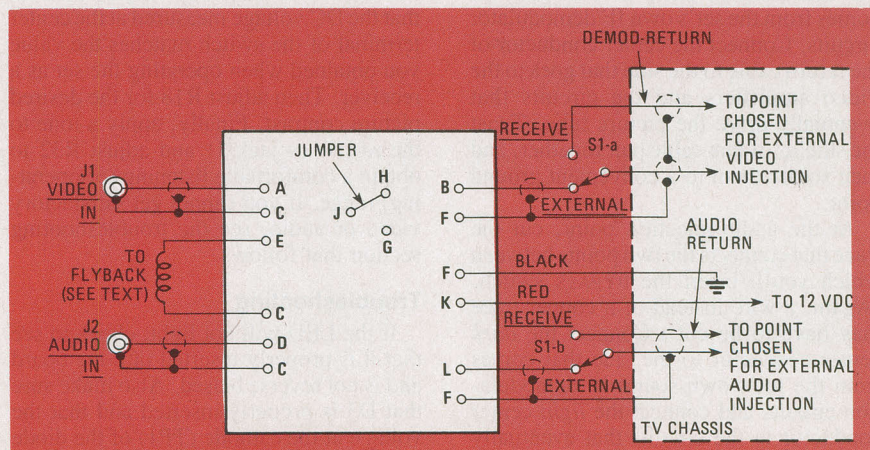 DEMOD-RETURN
RECEIVE
S1-a
TO POINT
CHOSEN
FOR EXTERNAL
VIDEO
INJECTION
JUMPER
H
J
G
J1
VIDEO
IN
A
C
E
TO
FLYBACK
(SEE TEXT)
C
J2
AUDIO
IN
D
C
B
F
EXTERNAL
AUDIO
RETURN
F
BLACK
K
RED
TO 12 VDC
RECEIVE
S1-b
TO POINT
CHOSEN
FOR EXTERNAL
AUDIO
INJECTION
L
F
EXTERNAL
TV CHASSIS